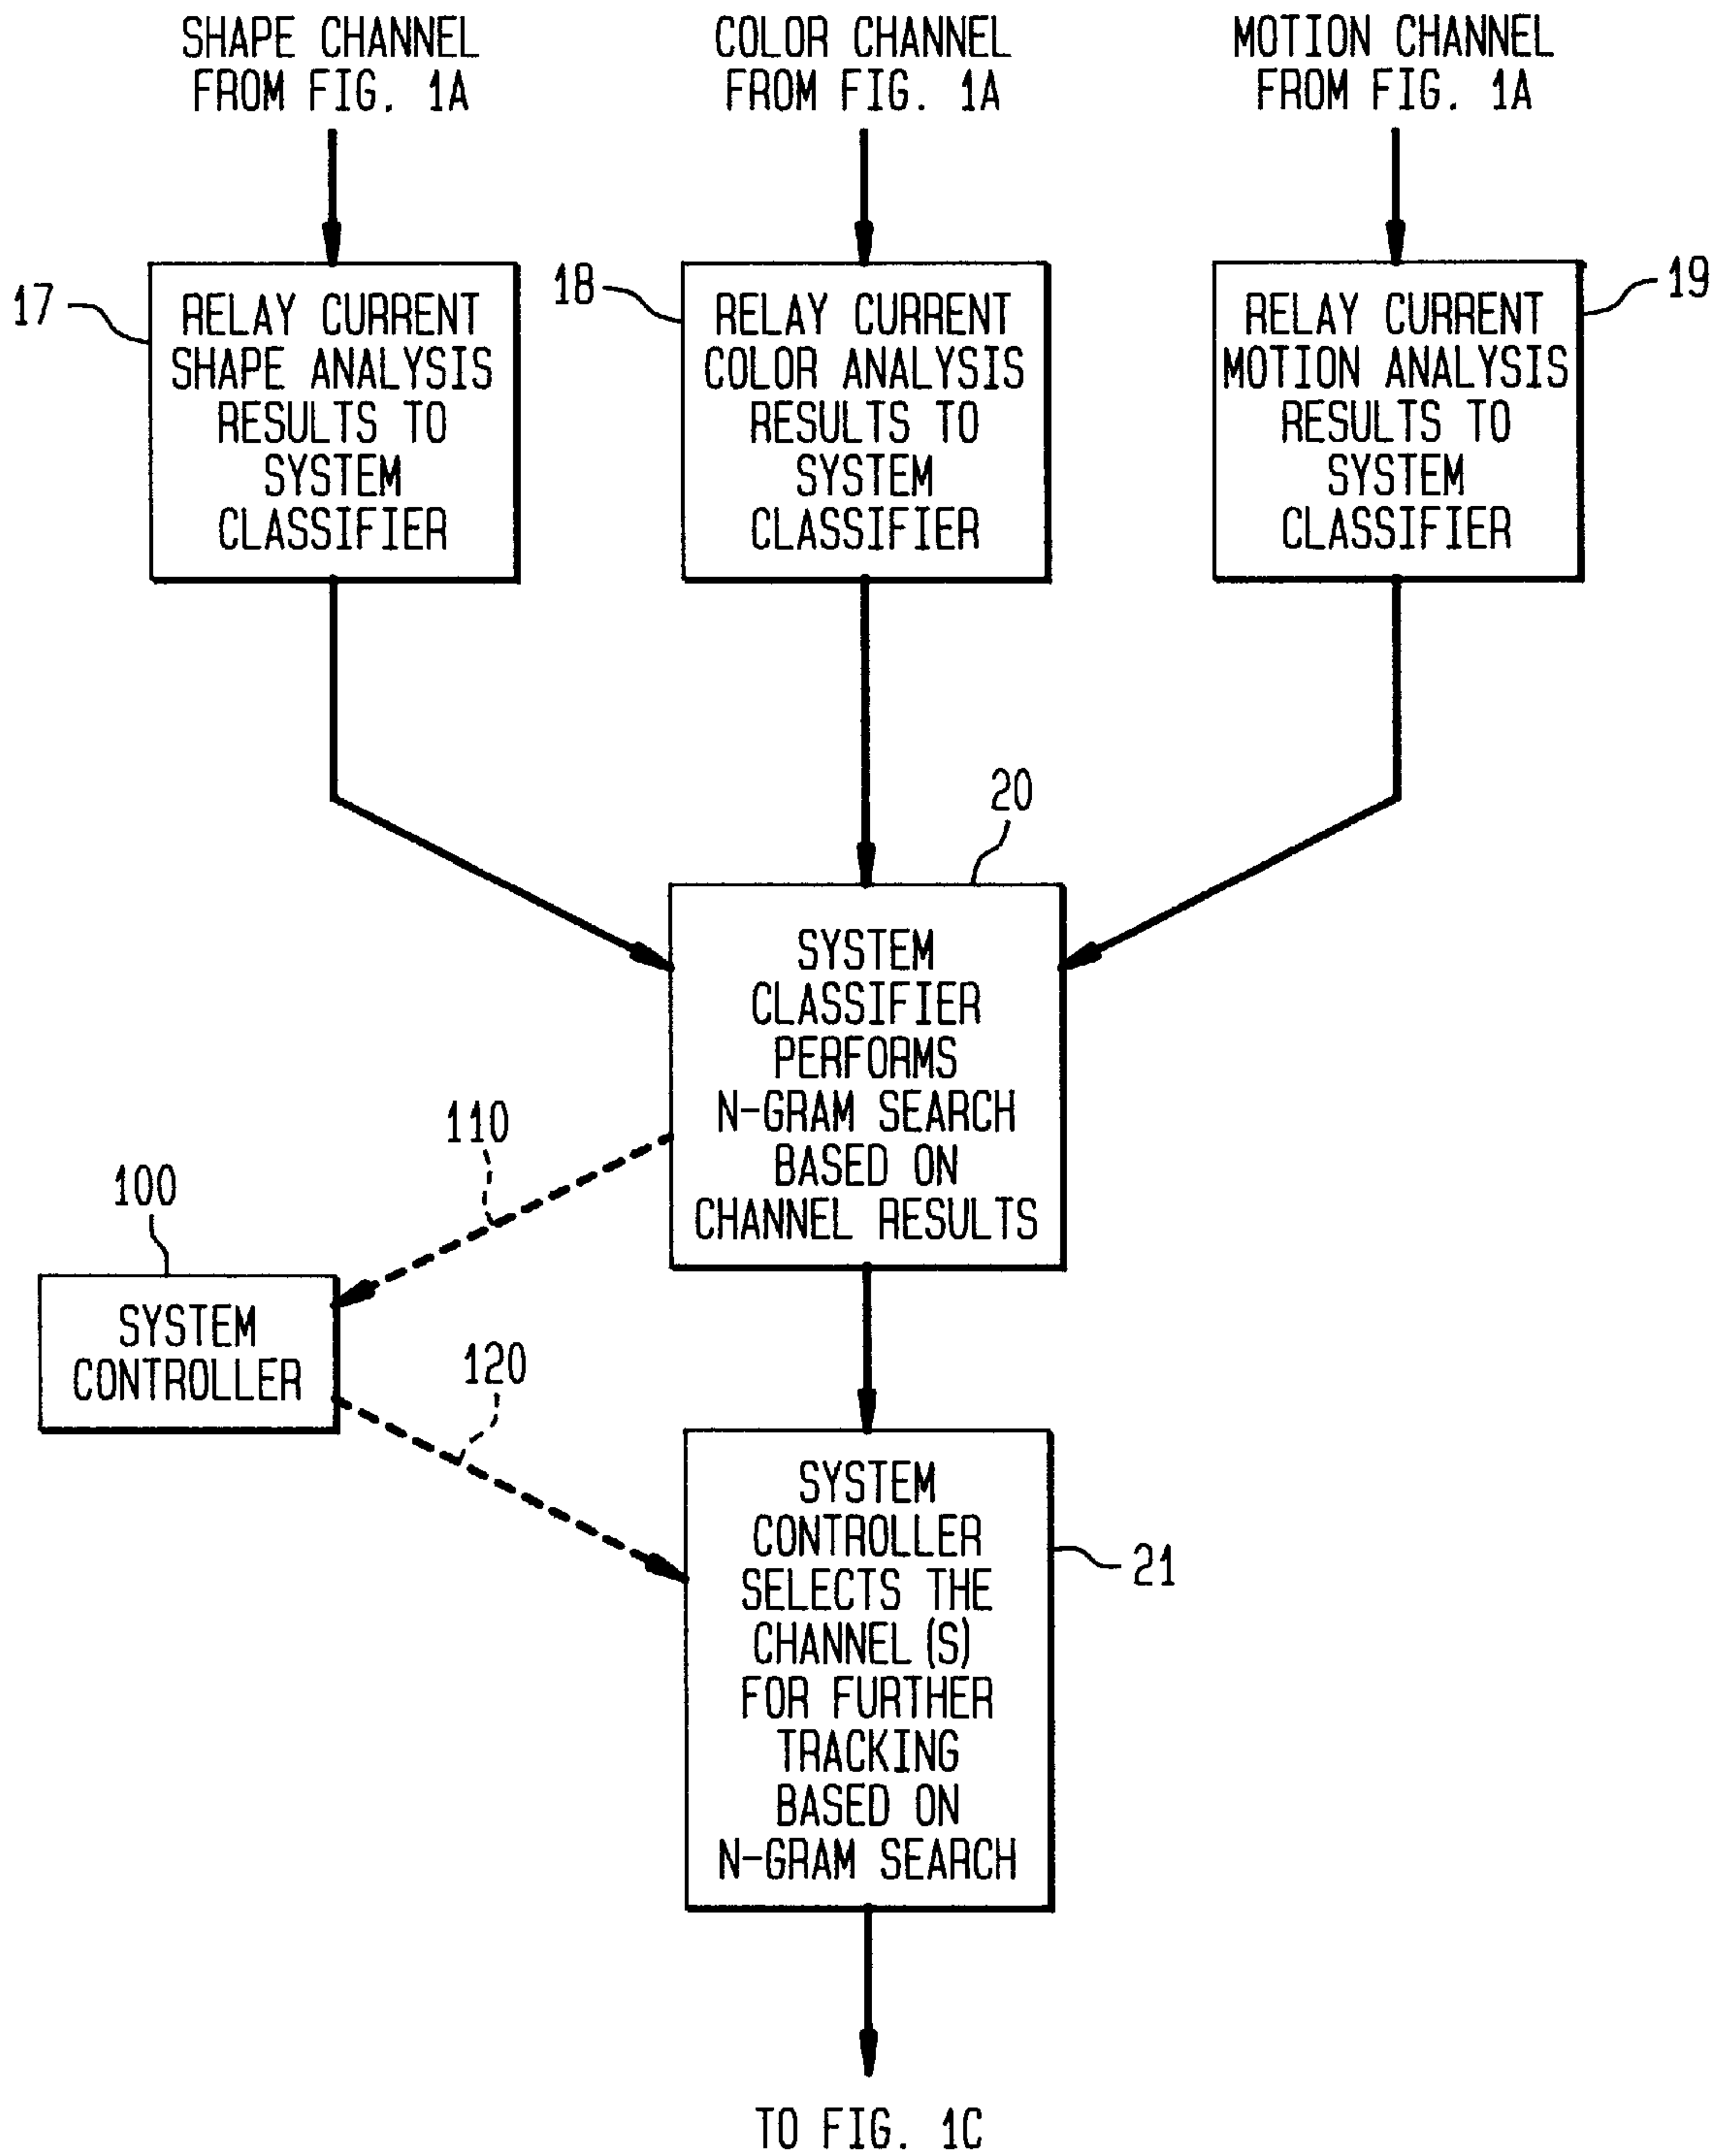 SHAPE CHANNEL
FROM FIG. 1A
COLOR CHANNEL
FROM FIG. 1A
MOTION CHANNEL
FROM FIG. 1A
17
RELAY CURRENT
SHAPE ANALYSIS
RESULTS TO
SYSTEM
CLASSIFIER
18
RELAY CURRENT
COLOR ANALYSIS
RESULTS TO
SYSTEM
CLASSIFIER
19
RELAY CURRENT
MOTION ANALYSIS
RESULTS TO
SYSTEM
CLASSIFIER
20
SYSTEM
CLASSIFIER
PERFORMS
N-GRAM SEARCH
BASED ON
CHANNEL RESULTS
110
100
SYSTEM
CONTROLLER
120
SYSTEM
CONTROLLER
SELECTS THE
CHANNEL(S)
FOR FURTHER
TRACKING
BASED ON
N-GRAM SEARCH
21
TO FIG. 1C